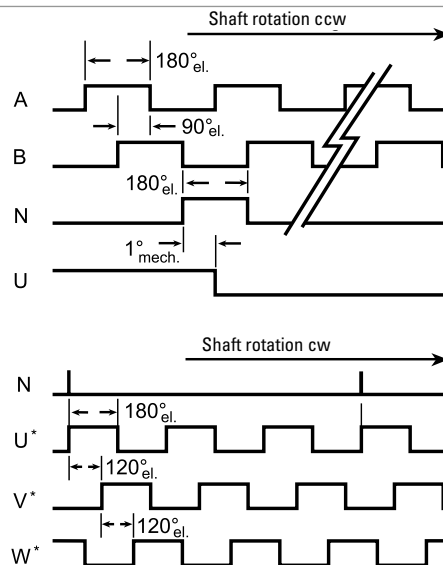 Shaft rotation ccw
180°el.
A
90°el.
B
180°el.
N
1°mech.
U
Shaft rotation cw
N
180°el.
U*
120°el.
V*
120°el.
W*